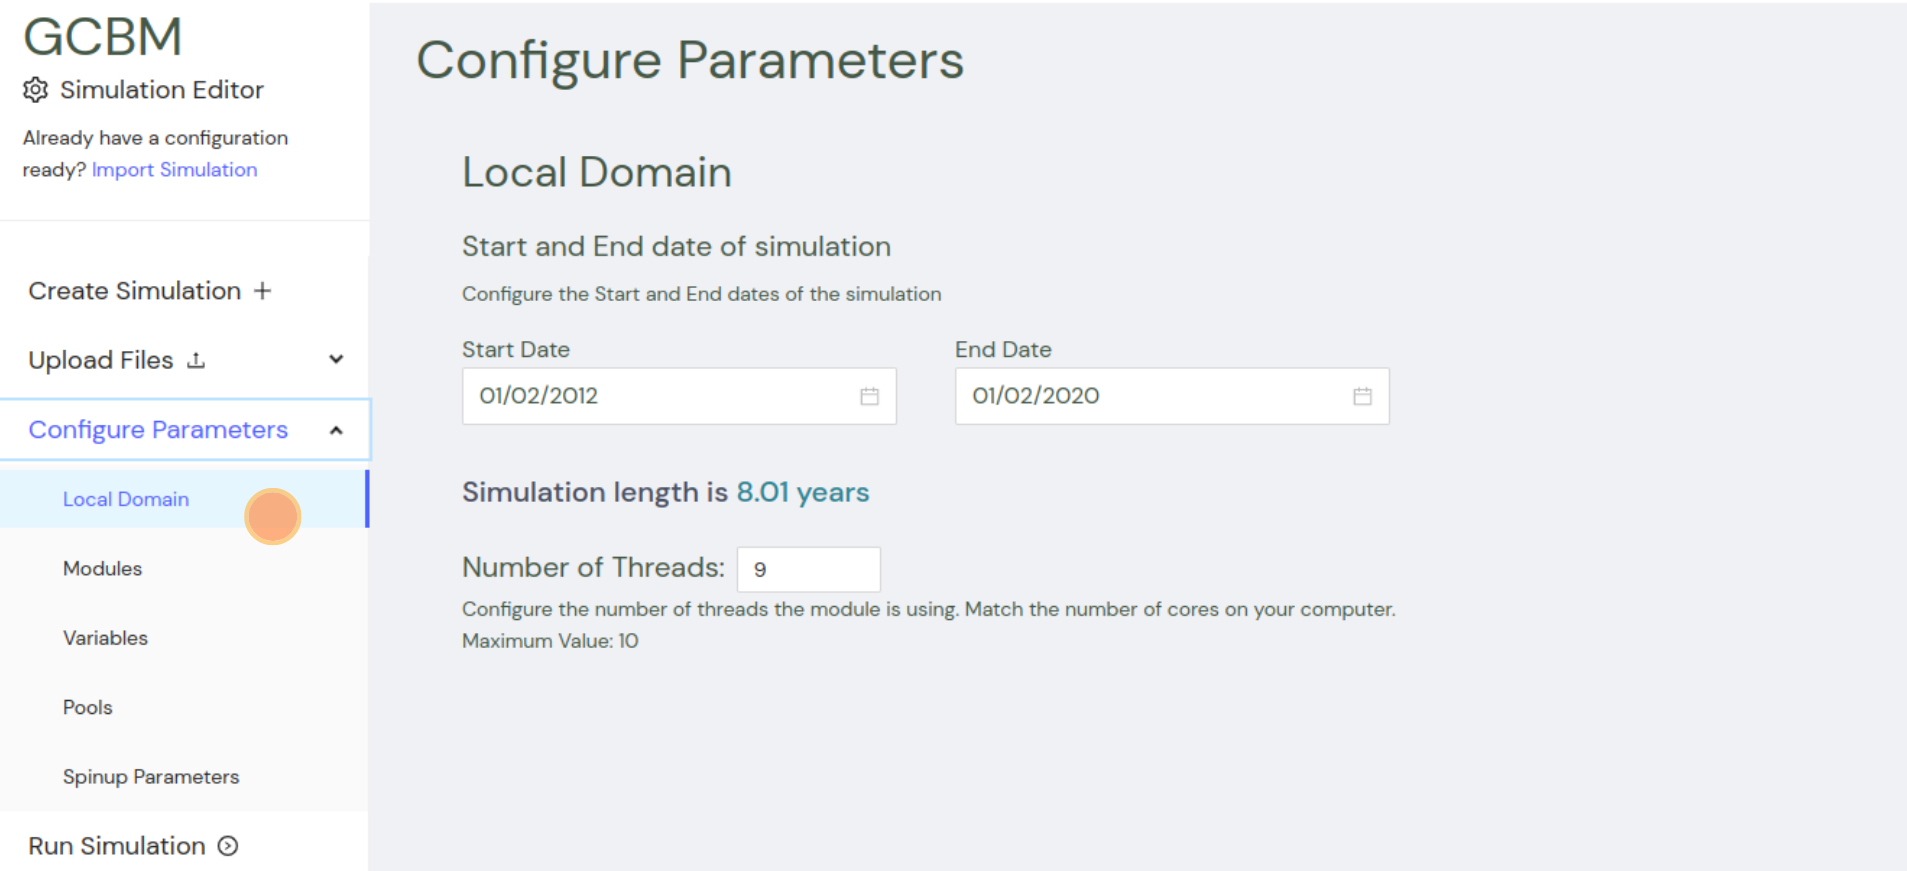 GCBM
Simulation Editor
Already have a configuration
ready? Import Simulation
Create Simulation +
Upload Files
Configure Parameters
Local Domain
Modules
Variables
Pools
Spinup Parameters
Run Simulation
Configure Parameters
Local Domain
Start and End date of simulation
Configure the Start and End dates of the simulation
Start Date End Date
01/02/2012 01/02/2020
Simulation length is 8.01 years
Number of Threads: 9
Configure the number of threads the module is using. Match the number of cores on your computer.
Maximum Value: 10